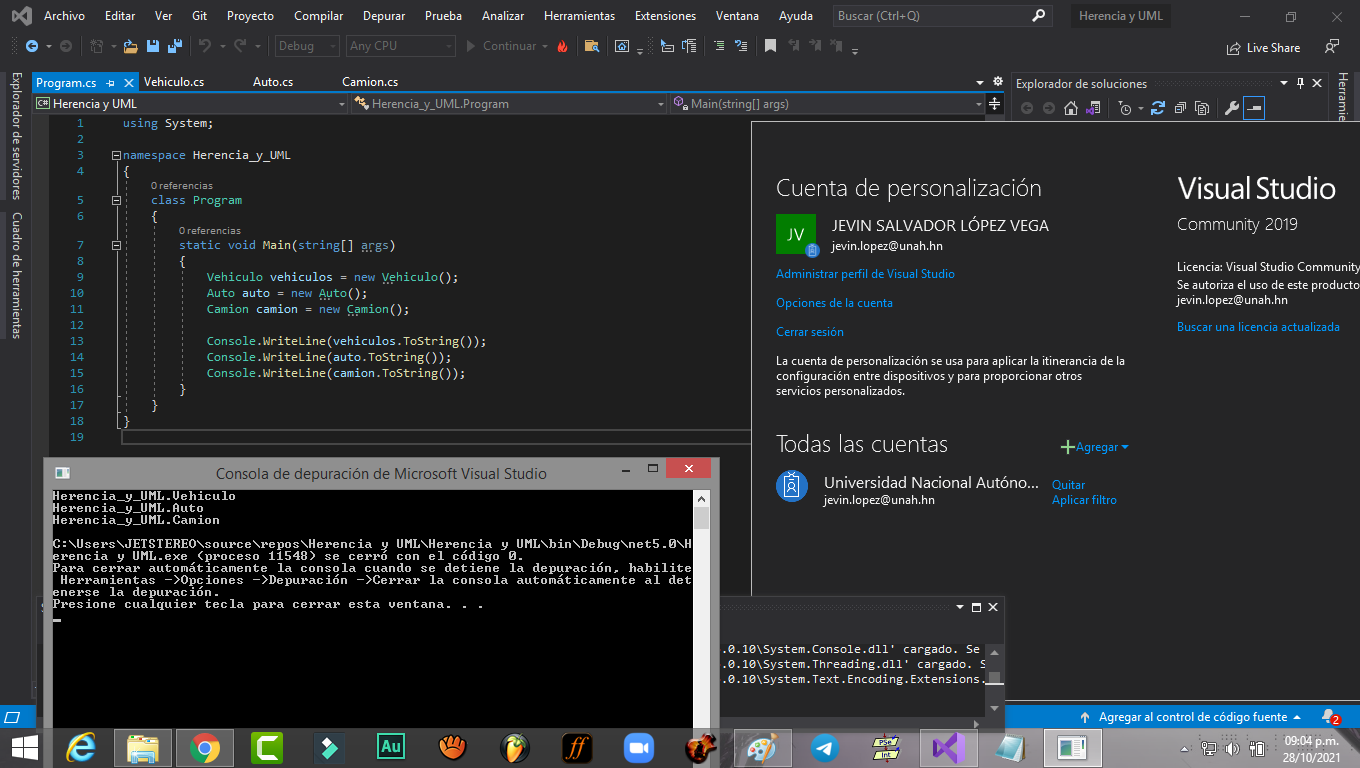 Archivo Editar Ver Git Proyecto Compilar Depurar Prueba Analizar Herramientas Extensiones Ventana Ayuda Buscar (Ctrl+Q) Herencia y UML
Debug Any CPU Continuar Live Share
Program.cs Vehiculo.cs Auto.cs Camion.cs
Explorador de soluciones
Herencia y UML Herencia_y_UML.Program Main(string[] args)
Explorador de servidores
Cuadro de herramientas
Herramie
1 using System;
2
3 namespace Herencia_y_UML
4 {
0 referencias
5 class Program
6 {
0 referencias
7 static void Main(string[] args)
8 {
9 Vehiculo vehiculos = new Vehiculo();
10 Auto auto = new Auto();
11 Camion camion = new Camion();
12
13 Console.WriteLine(vehiculos.ToString());
14 Console.WriteLine(auto.ToString());
15 Console.WriteLine(camion.ToString());
16 }
17 }
18 }
19
Cuenta de personalización
JV
JEVIN SALVADOR LÓPEZ VEGA
jevin.lopez@unah.hn
Administrar perfil de Visual Studio
Opciones de la cuenta
Cerrar sesión
La cuenta de personalización se usa para aplicar la itinerancia de la
configuración entre dispositivos y para proporcionar otros
servicios personalizados.
Todas las cuentas
Agregar
Universidad Nacional Autóno...
jevin.lopez@unah.hn
Quitar
Aplicar filtro
Visual Studio
Community 2019
Licencia: Visual Studio Community
Se autoriza el uso de este producto
jevin.lopez@unah.hn
Buscar una licencia actualizada
Consola de depuración de Microsoft Visual Studio
Herencia_y_UML.Vehiculo
Herencia_y_UML.Auto
Herencia_y_UML.Camion
C:\Users\JETSTEREO\source\repos\Herencia y UML\Herencia y UML\bin\Debug\net5.0\H
erencia y UML.exe (proceso 11548) se cerró con el código 0.
Para cerrar automáticamente la consola cuando se detiene la depuración, habilite
Herramientas ->Opciones ->Depuración ->Cerrar la consola automáticamente al det
enerse la depuración.
Presione cualquier tecla para cerrar esta ventana. . .
.0.10\System.Console.dll' cargado. Se
.0.10\System.Threading.dll' cargado. S
.0.10\System.Text.Encoding.Extensions.
Agregar al control de código fuente
2
Au
ff
PSe
09:04 p.m.
28/10/2021